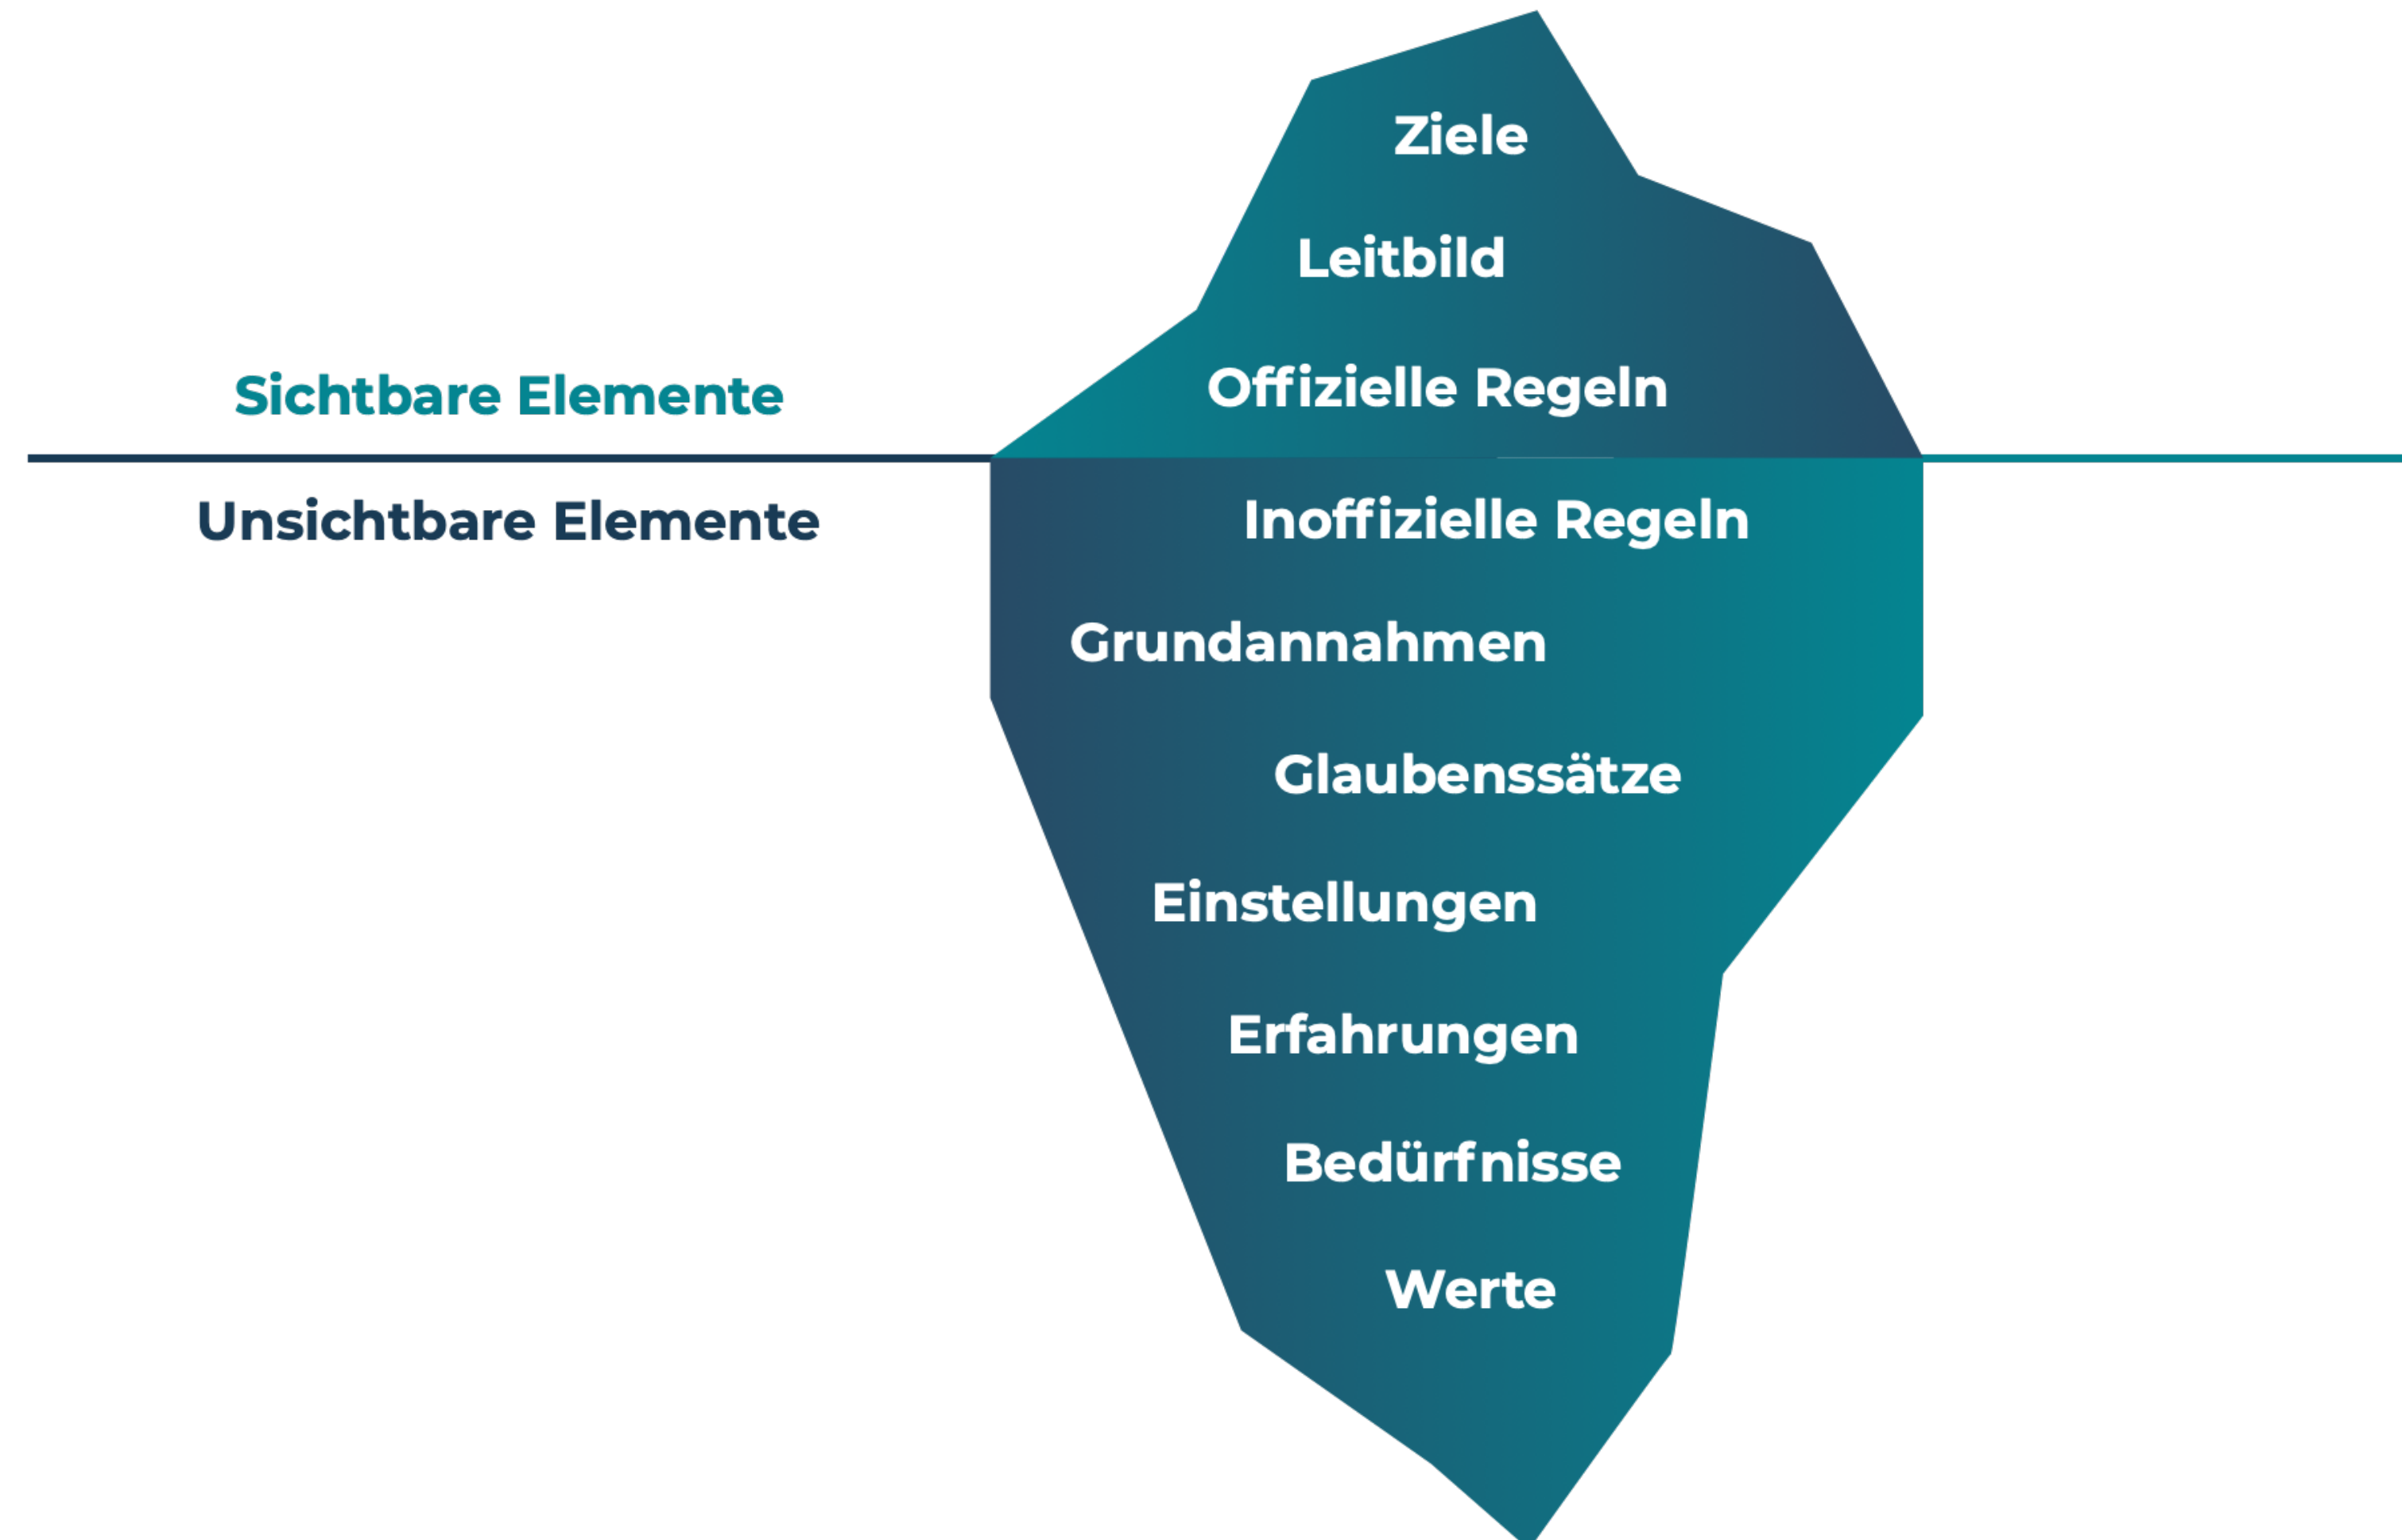 Ziele
Leitbild
Sichtbare Elemente
Offizielle Regeln
Unsichtbare Elemente
Inoffizielle Regeln
Grundannahmen
Glaubenssätze
Einstellungen
Erfahrungen
Bedürfnisse
Werte